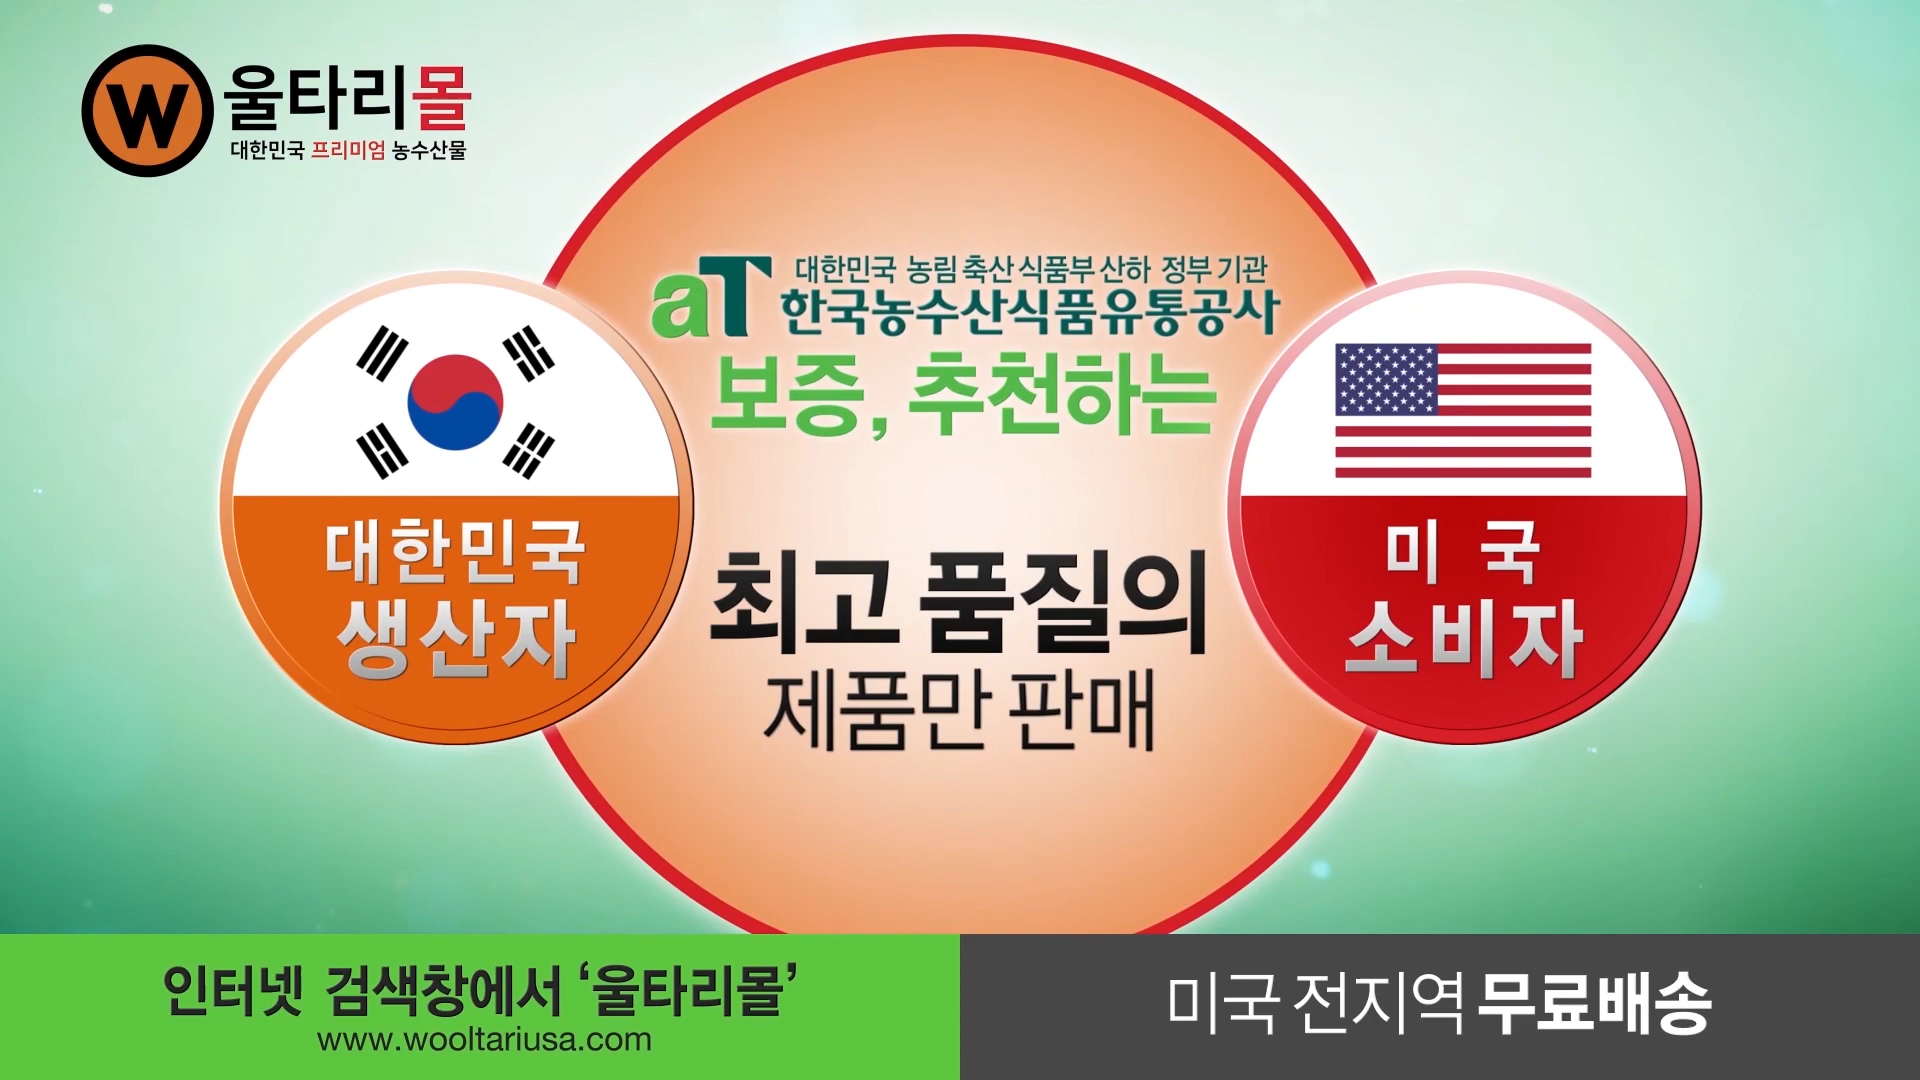 W 울타리몰
대한민국 프리미엄 농수산물
aT 대한민국 농림 축산 식품부 산하 정부 기관
한국농수산식품유통공사
보증, 추천하는
대한민국
생산자
최고 품질의
제품만 판매
미 국
소비자
인터넷 검색창에서 ‘울타리몰’
www.wooltariusa.com
미국 전지역 무료배송